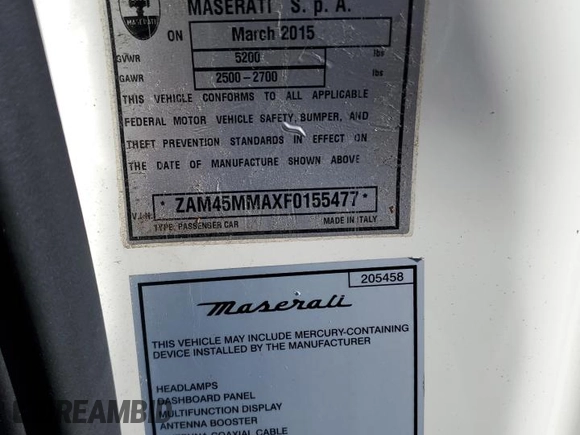 MASERATI
MASERATI S. p A.
ON March 2015
GVWR 5200 lbs
GAWR 2500-2700 lbs
THIS VEHICLE CONFORMS TO ALL APPLICABLE
FEDERAL MOTOR VEHICLE SAFETY, BUMPER, AND
THEFT PREVENTION STANDARDS IN EFFECT ON
THE DATE OF MANUFACTURE SHOWN ABOVE
* ZAM45MMAXF0155477 *
V.I.N.
TYPE: PASSENGER CAR MADE IN ITALY
205458
Maserati
THIS VEHICLE MAY INCLUDE MERCURY-CONTAINING
DEVICE INSTALLED BY THE MANUFACTURER
HEADLAMPS
DASHBOARD PANEL
MULTIFUNCTION DISPLAY
ANTENNA BOOSTER
COAXIAL CABLE